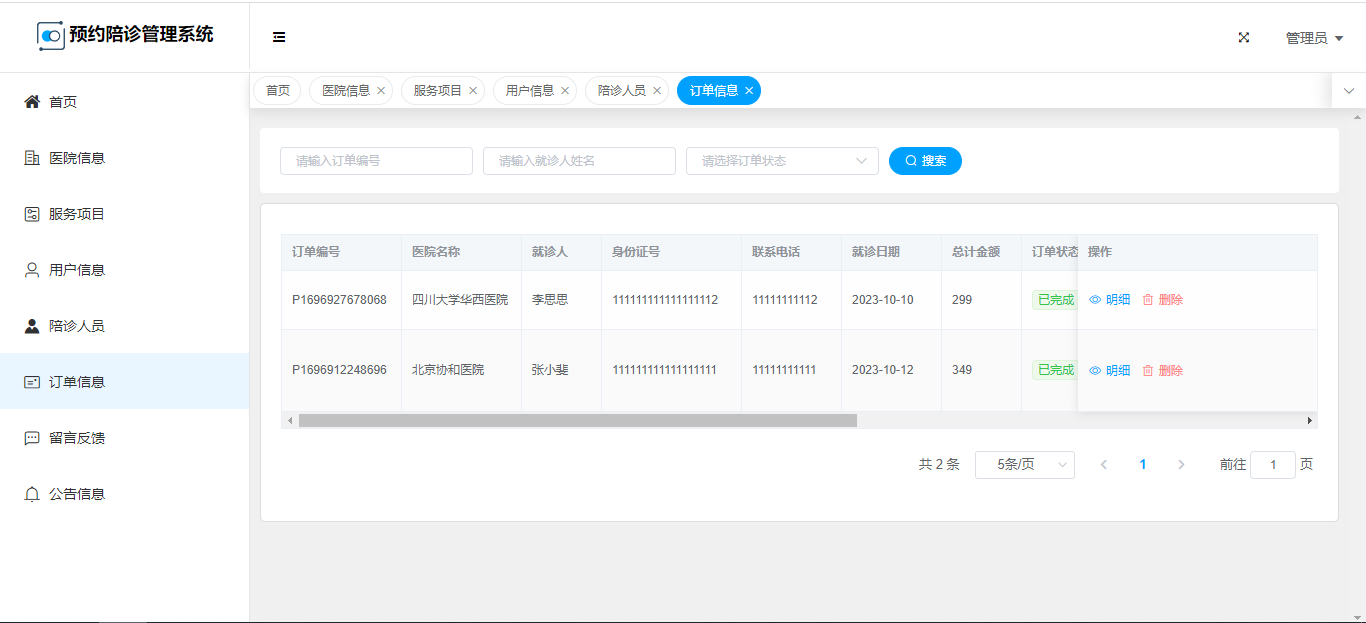 预约陪诊管理系统
管理员
首页
医院信息
服务项目
用户信息
陪诊人员
订单信息
留言反馈
公告信息
首页 医院信息 服务项目 用户信息 陪诊人员 订单信息
请输入订单编号 请输入就诊人姓名 请选择订单状态 搜索
订单编号 医院名称 就诊人 身份证号 联系电话 就诊日期 总计金额 订单状态 操作
P1696927678068 四川大学华西医院 李思思 111111111111111112 11111111112 2023-10-10 299 已完成 明细 删除
P1696912248696 北京协和医院 张小斐 111111111111111111 11111111111 2023-10-12 349 已完成 明细 删除
共 2 条 5条/页 1 前往 1 页